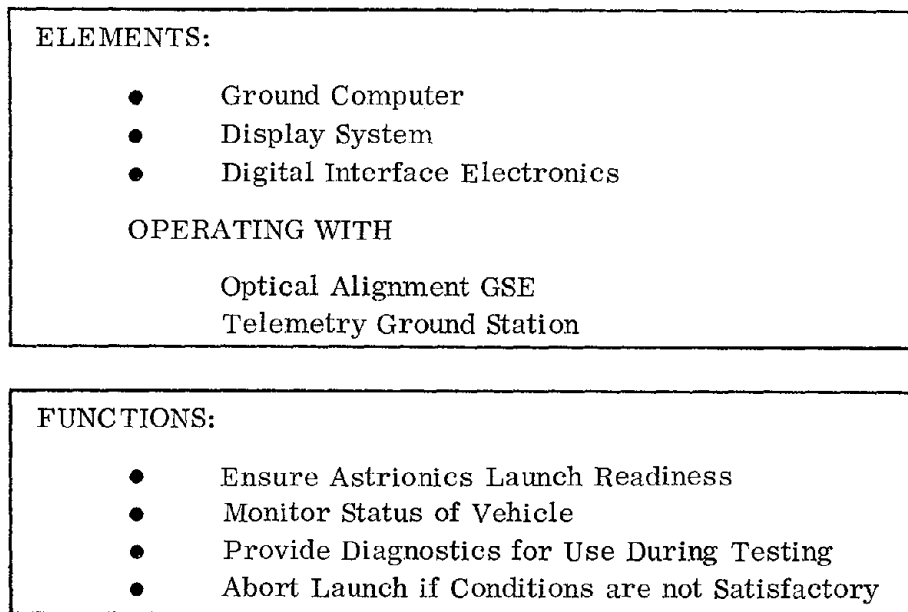 ELEMENTS:
● Ground Computer
● Display System
● Digital Interface Electronics
OPERATING WITH
Optical Alignment GSE
Telemetry Ground Station
FUNCTIONS:
● Ensure Astrionics Launch Readiness
● Monitor Status of Vehicle
● Provide Diagnostics for Use During Testing
● Abort Launch if Conditions are not Satisfactory